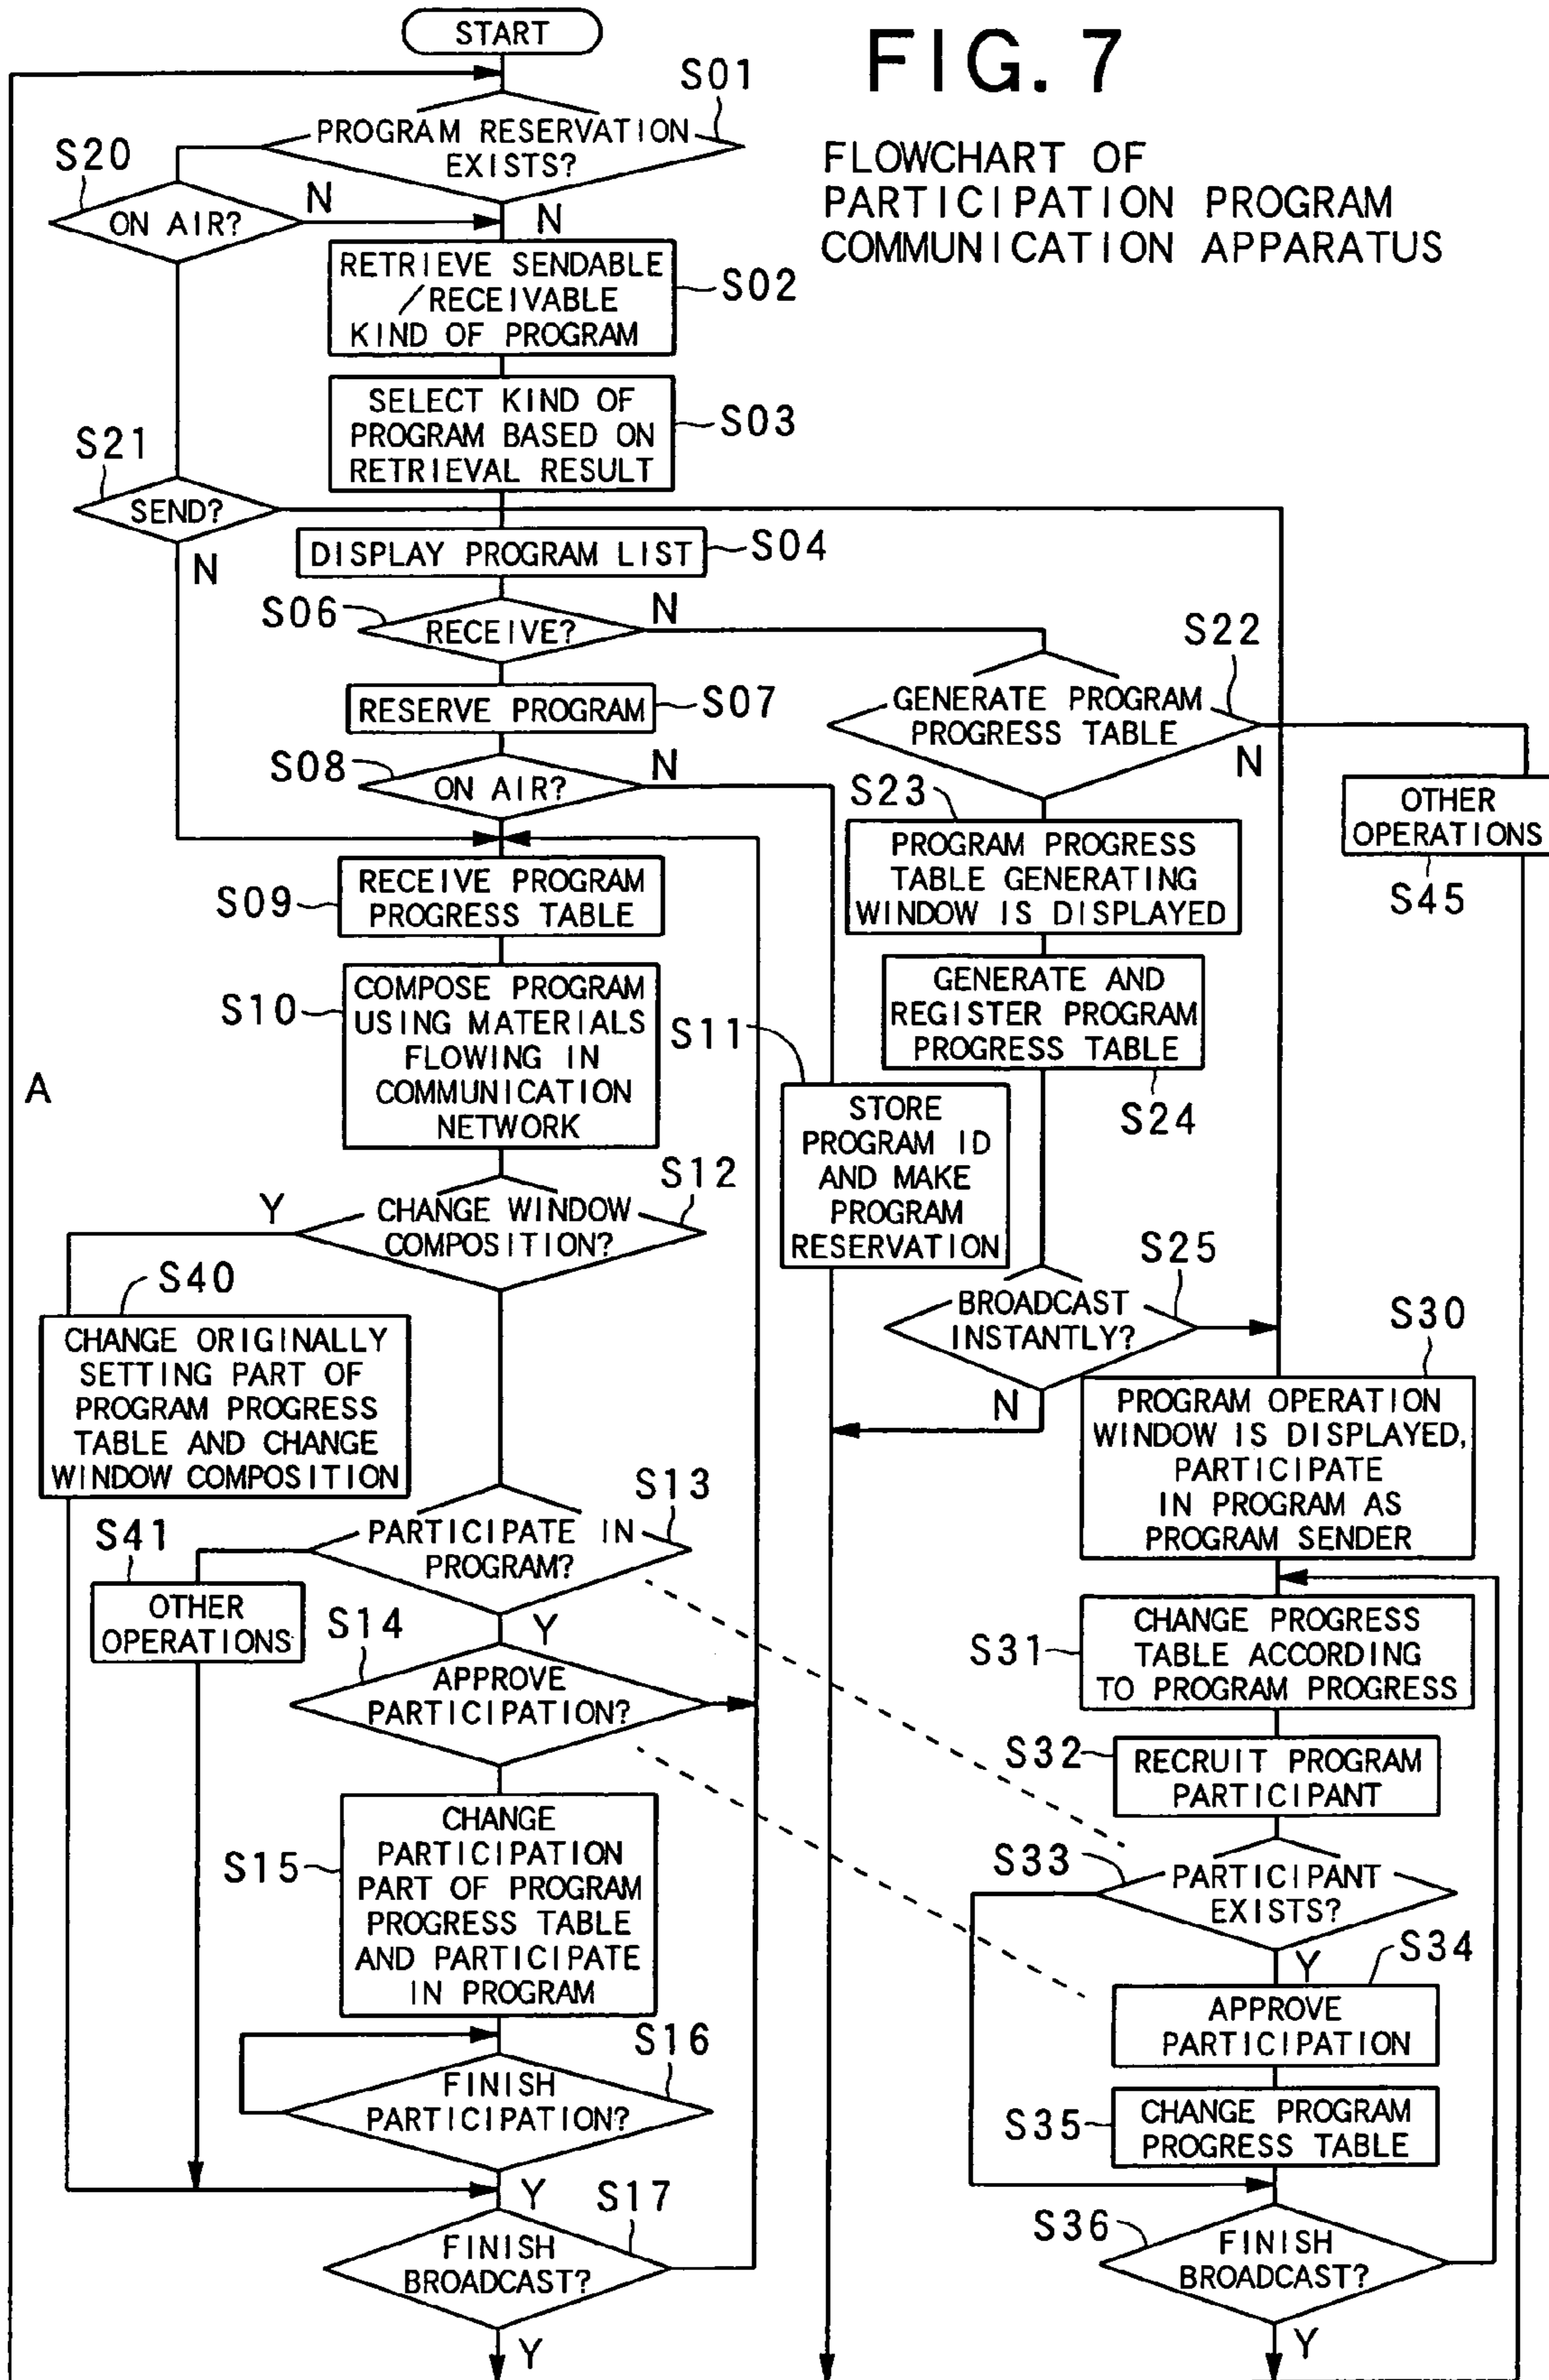 START
FIG. 7
FLOWCHART OF
PARTICIPATION PROGRAM
COMMUNICATION APPARATUS
S01
PROGRAM RESERVATION
EXISTS?
S20
ON AIR?
N
N
RETRIEVE SENDABLE
/RECEIVABLE
KIND OF PROGRAM
S02
SELECT KIND OF
PROGRAM BASED ON
RETRIEVAL RESULT
S03
S21
SEND?
N
DISPLAY PROGRAM LIST
S04
S06
RECEIVE?
N
RESERVE PROGRAM
S07
S08
ON AIR?
N
S22
GENERATE PROGRAM
PROGRESS TABLE
N
OTHER
OPERATIONS
S45
S23
PROGRAM PROGRESS
TABLE GENERATING
WINDOW IS DISPLAYED
S09
RECEIVE PROGRAM
PROGRESS TABLE
GENERATE AND
REGISTER PROGRAM
PROGRESS TABLE
S24
S10
COMPOSE PROGRAM
USING MATERIALS
FLOWING IN
COMMUNICATION
NETWORK
S11
STORE
PROGRAM ID
AND MAKE
PROGRAM
RESERVATION
A
S12
Y
CHANGE WINDOW
COMPOSITION?
S25
BROADCAST
INSTANTLY?
N
S40
CHANGE ORIGINALLY
SETTING PART OF
PROGRAM PROGRESS
TABLE AND CHANGE
WINDOW COMPOSITION
S30
PROGRAM OPERATION
WINDOW IS DISPLAYED,
PARTICIPATE
IN PROGRAM AS
PROGRAM SENDER
S13
PARTICIPATE IN
PROGRAM?
Y
S41
OTHER
OPERATIONS
S14
APPROVE
PARTICIPATION?
S31
CHANGE PROGRESS
TABLE ACCORDING
TO PROGRAM PROGRESS
S32
RECRUIT PROGRAM
PARTICIPANT
S15
CHANGE
PARTICIPATION
PART OF PROGRAM
PROGRESS TABLE
AND PARTICIPATE
IN PROGRAM
S33
PARTICIPANT
EXISTS?
Y
S34
APPROVE
PARTICIPATION
S16
FINISH
PARTICIPATION?
Y
S35
CHANGE PROGRAM
PROGRESS TABLE
S17
FINISH
BROADCAST?
Y
S36
FINISH
BROADCAST?
Y